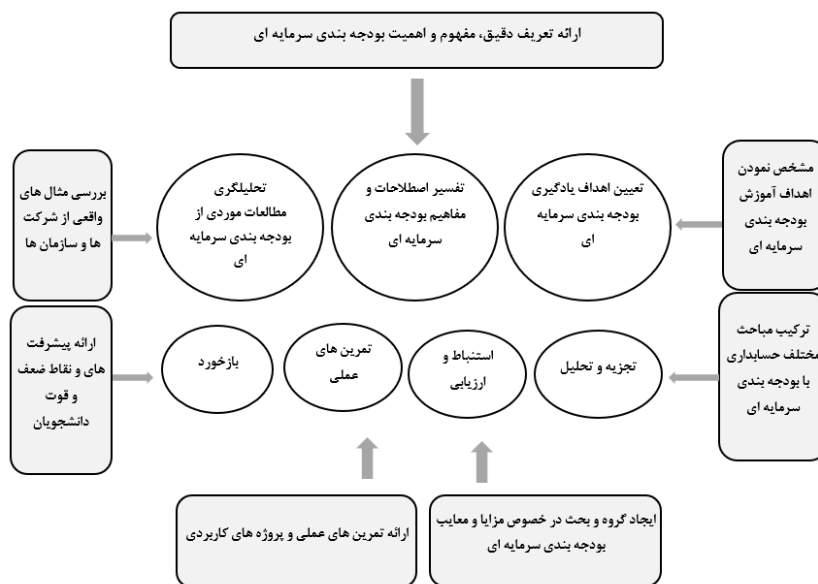 ارائه تعریف دقیق، مفهوم و اهمیت بودجه بندی سرمایه ای
مشخص نمودن
اهداف آموزش
بودجه بندی
سرمایه ای
تعیین اهداف یادگیری
بودجه بندی سرمایه
ای
تفسیر اصطلاحات و
مفاهیم بودجه بندی
سرمایه ای
تحلیلگری
مطالعات موردی از
بودجه بندی سرمایه
ای
بررسی مثال های
واقعی از شرکت
ها و سازمان ها
ترکیب مباحث
مختلف حسابداری
با بودجه بندی
سرمایه ای
تجزیه و تحلیل
استنباط و
ارزیابی
تمرین های
عملی
بازخورد
ارائه پیشرفت
های و نقاط ضعف
و قوت
دانشجویان
ایجاد گروه و بحث در خصوص مزایا و معایب
بودجه بندی سرمایه ای
ارائه تمرین های عملی و پروژه های کاربردی